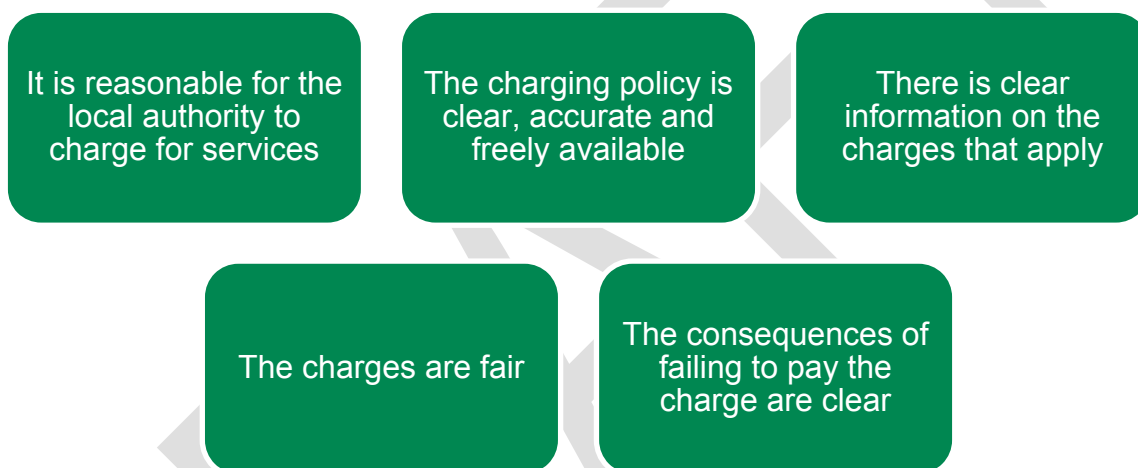 It is reasonable for the
local authority to
charge for services
The charging policy is
clear, accurate and
freely available
There is clear
information on the
charges that apply
The charges are fair
The consequences of
failing to pay the
charge are clear